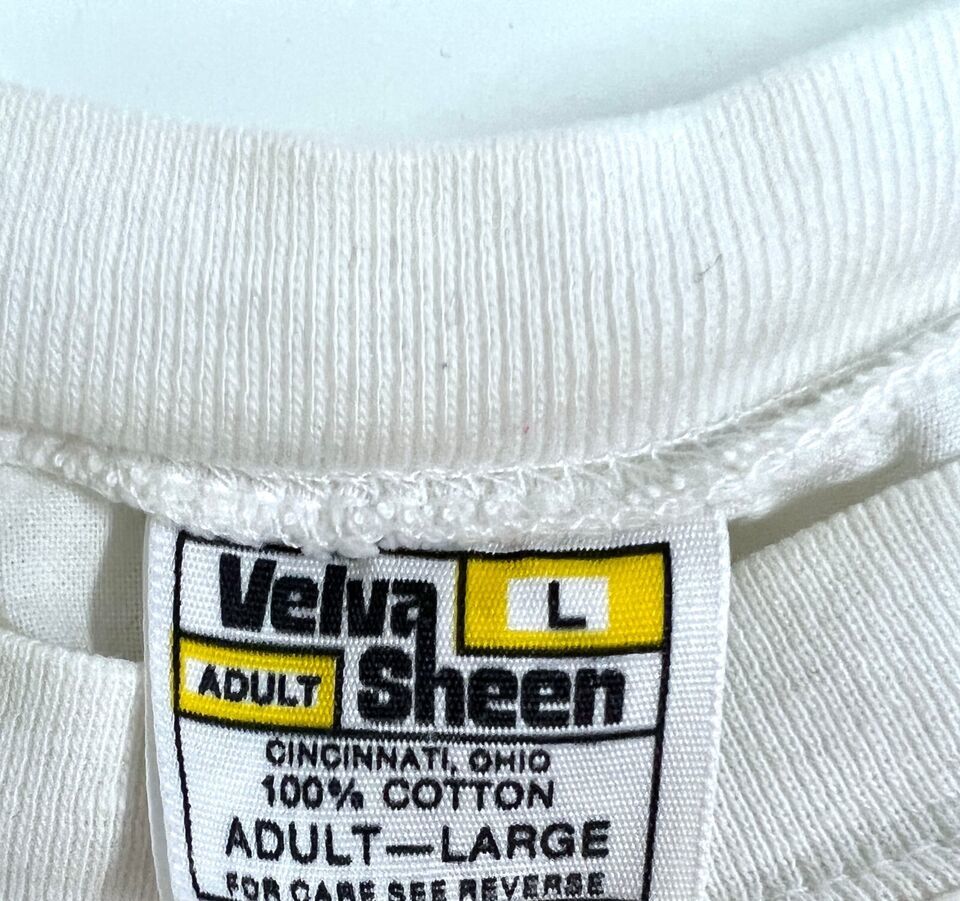 Velva L
ADULT Sheen
CINCINNATI, OHIO
100% COTTON
ADULT—LARGE
FOR CARE SEE REVERSE